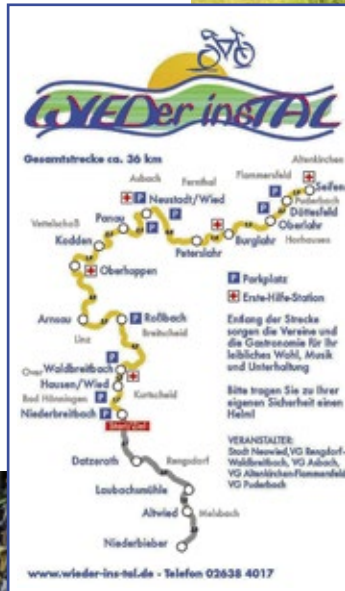 WIEDer insTAL
Gesamtstrecke ca. 36 km
Altenkirchen
Flammersfeld
Seifen
Asbach
Fernthal
Puderbach
Neustadt/Wied
Döttesfeld
Vettelschoß
Panau
Oberlahr
Kodden
Peterslahr
Burglahr
Horhausen
Oberhoppen
P Parkplatz
Erste-Hilfe-Station
Arnsau
Roßbach
Linz
Breitscheid
Entlang der Strecke
sorgen die Vereine und
die Gastronomie für Ihr
leibliches Wohl, Musik
und Unterhaltung
Over
Waldbreitbach
Hausen/Wied
Kurtscheid
Bad Hönningen
Niederbreitbach
Start/Ziel
Bitte tragen Sie zu Ihrer
eigenen Sicherheit einen
Helm!
Datzeroth
Rengsdorf
Laubachsmühle
Altwied
Melsbach
Niederbieber
VERANSTALTER:
Stadt Neuwied, VG Rengsdorf-
Waldbreitbach, VG Asbach,
VG Altenkirchen-Flammersfeld
VG Puderbach
www.wieder-ins-tal.de - Telefon 02638 4017